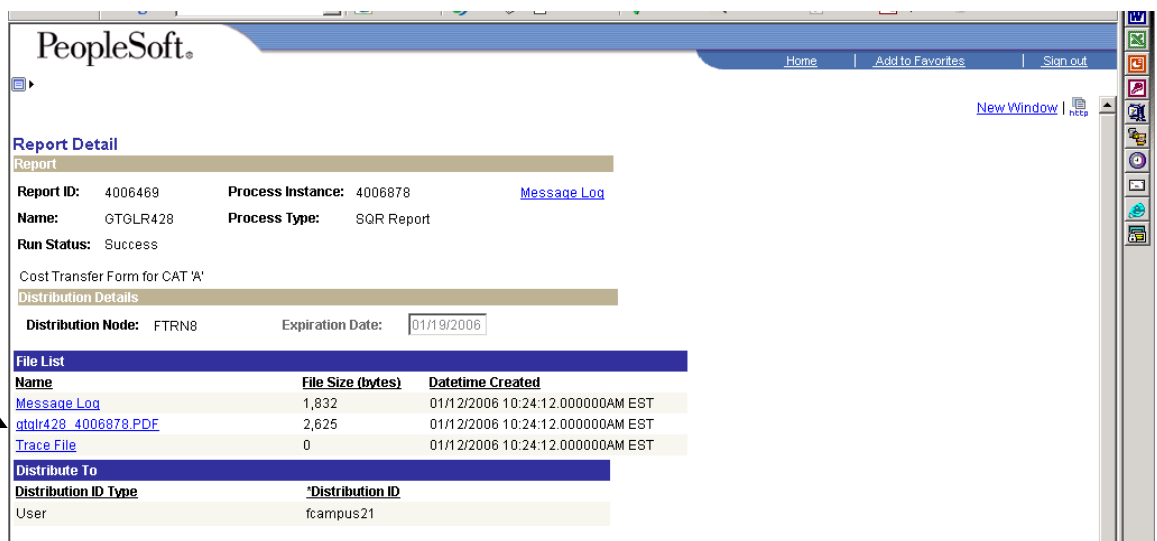 PeopleSoft.
Home | Add to Favorites | Sign out
New Window | http
Report Detail
Report
Report ID: 4006469 Process Instance: 4006878 Message Log
Name: GTGLR428 Process Type: SQR Report
Run Status: Success
Cost Transfer Form for CAT 'A'
Distribution Details
Distribution Node: FTRN8 Expiration Date: 01/19/2006
File List
Name File Size (bytes) Datetime Created
Message Log 1,832 01/12/2006 10:24:12.000000AM EST
gtglr428_4006878.PDF 2,625 01/12/2006 10:24:12.000000AM EST
Trace File 0 01/12/2006 10:24:12.000000AM EST
Distribute To
Distribution ID Type *Distribution ID
User fcampus21